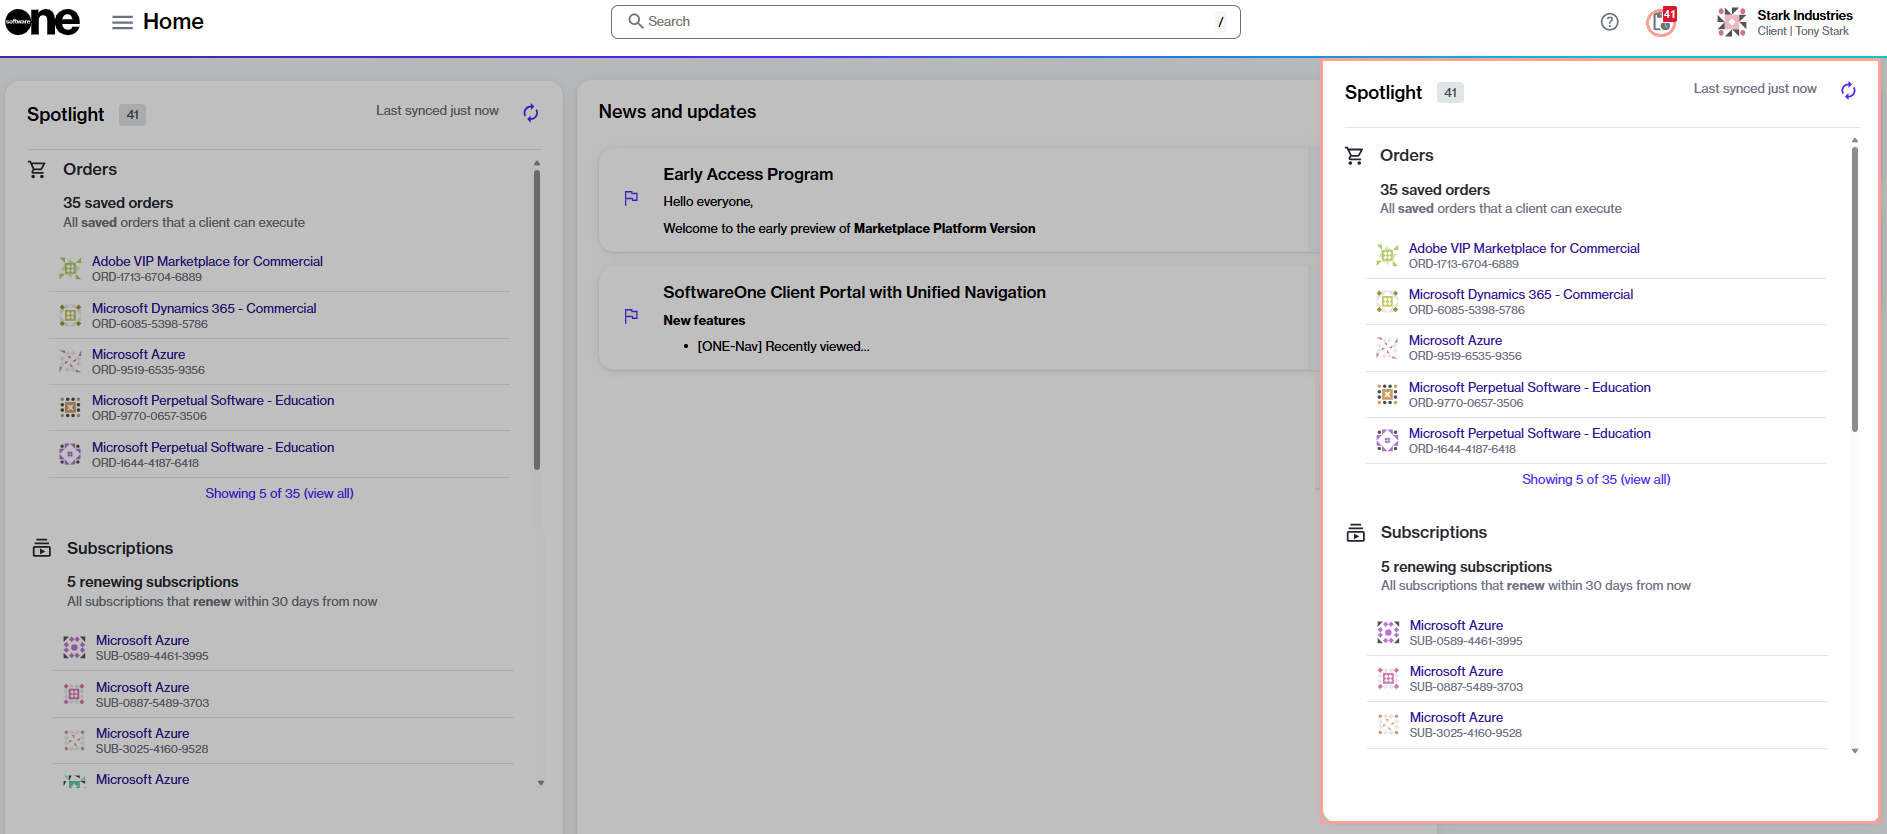 software one
Home
Search
/
41
Stark Industries
Client | Tony Stark
Spotlight
41
Last synced just now
Orders
35 saved orders
All saved orders that a client can execute
Adobe VIP Marketplace for Commercial
ORD-1713-6704-6889
Microsoft Dynamics 365 - Commercial
ORD-6085-5398-5786
Microsoft Azure
ORD-9519-6535-9356
Microsoft Perpetual Software - Education
ORD-9770-0657-3506
Microsoft Perpetual Software - Education
ORD-1644-4187-6418
Showing 5 of 35 (view all)
Subscriptions
5 renewing subscriptions
All subscriptions that renew within 30 days from now
Microsoft Azure
SUB-0589-4461-3995
Microsoft Azure
SUB-0887-5489-3703
Microsoft Azure
SUB-3025-4160-9528
Microsoft Azure
News and updates
Early Access Program
Hello everyone,
Welcome to the early preview of Marketplace Platform Version
SoftwareOne Client Portal with Unified Navigation
New features
• [ONE-Nav] Recently viewed...
Spotlight
41
Last synced just now
Orders
35 saved orders
All saved orders that a client can execute
Adobe VIP Marketplace for Commercial
ORD-1713-6704-6889
Microsoft Dynamics 365 - Commercial
ORD-6085-5398-5786
Microsoft Azure
ORD-9519-6535-9356
Microsoft Perpetual Software - Education
ORD-9770-0657-3506
Microsoft Perpetual Software - Education
ORD-1644-4187-6418
Showing 5 of 35 (view all)
Subscriptions
5 renewing subscriptions
All subscriptions that renew within 30 days from now
Microsoft Azure
SUB-0589-4461-3995
Microsoft Azure
SUB-0887-5489-3703
Microsoft Azure
SUB-3025-4160-9528